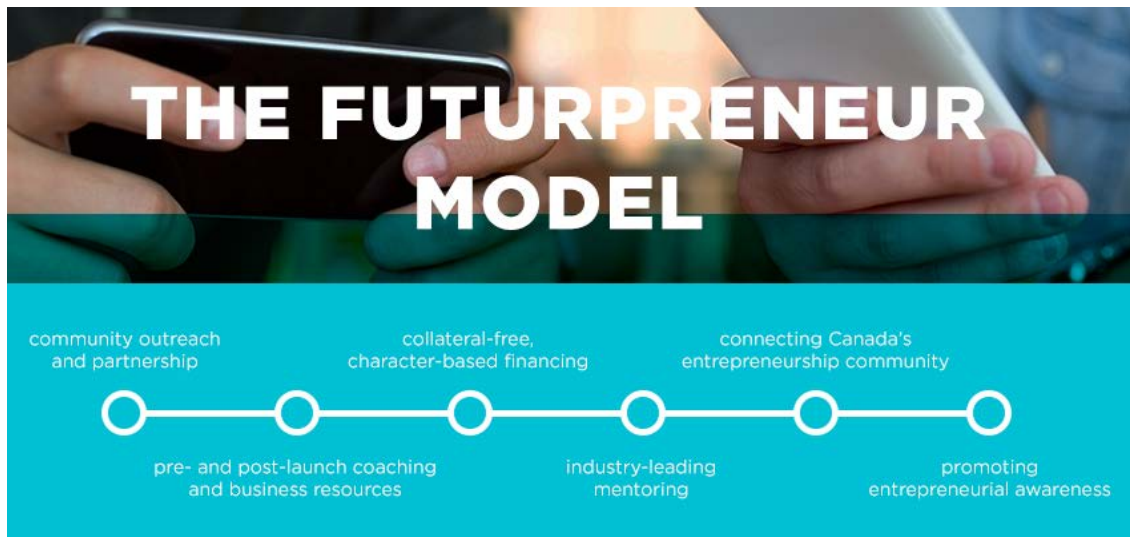 THE FUTURPRENEUR
MODEL
community outreach
and partnership
pre- and post-launch coaching
and business resources
collateral-free,
character-based financing
industry-leading
mentoring
connecting Canada's
entrepreneurship community
promoting
entrepreneurial awareness